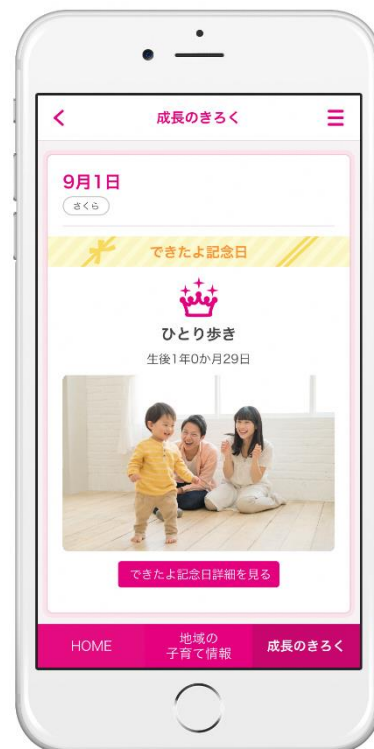 成長のきろく
9月1日
さくら
できたよ記念日
ひとり歩き
生後1年0か月29日
できたよ記念日詳細を見る
HOME
地域の
子育て情報
成長のきろく